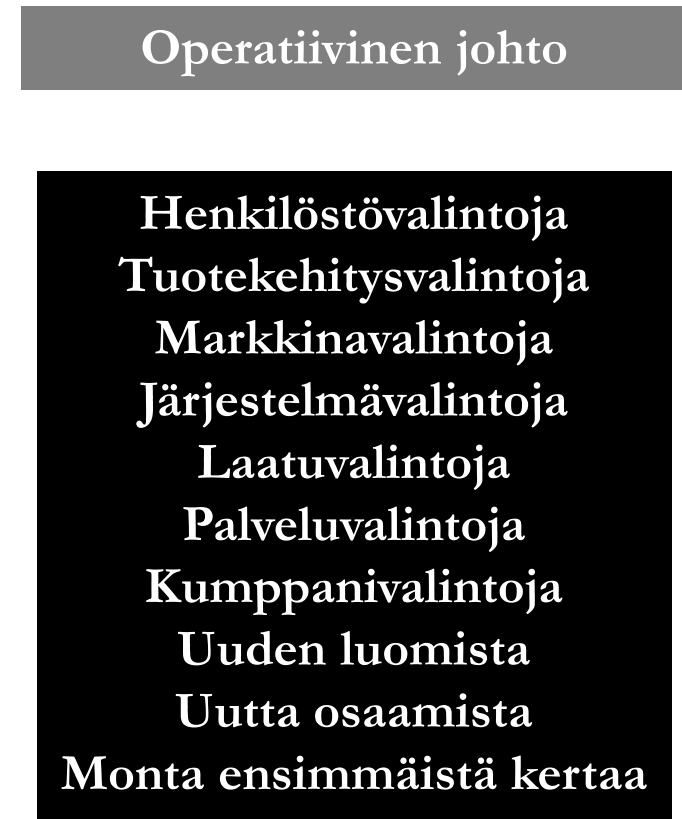 Operatiivinen johto
Henkilöstövalintoja
Tuotekehitysvalintoja
Markkinavalintoja
Järjestelmävalintoja
Laatuvalintoja
Palveluvalintoja
Kumppanivalintoja
Uuden luomista
Uutta osaamista
Monta ensimmäistä kertaa